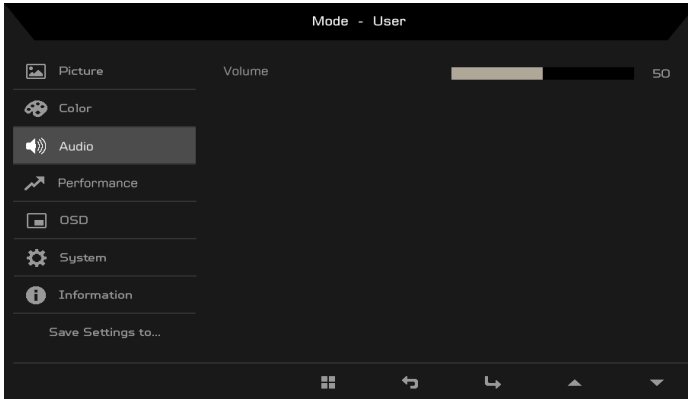 Mode - User
Picture
Volume
50
Color
Audio
Performance
OSD
System
Information
Save Settings to...